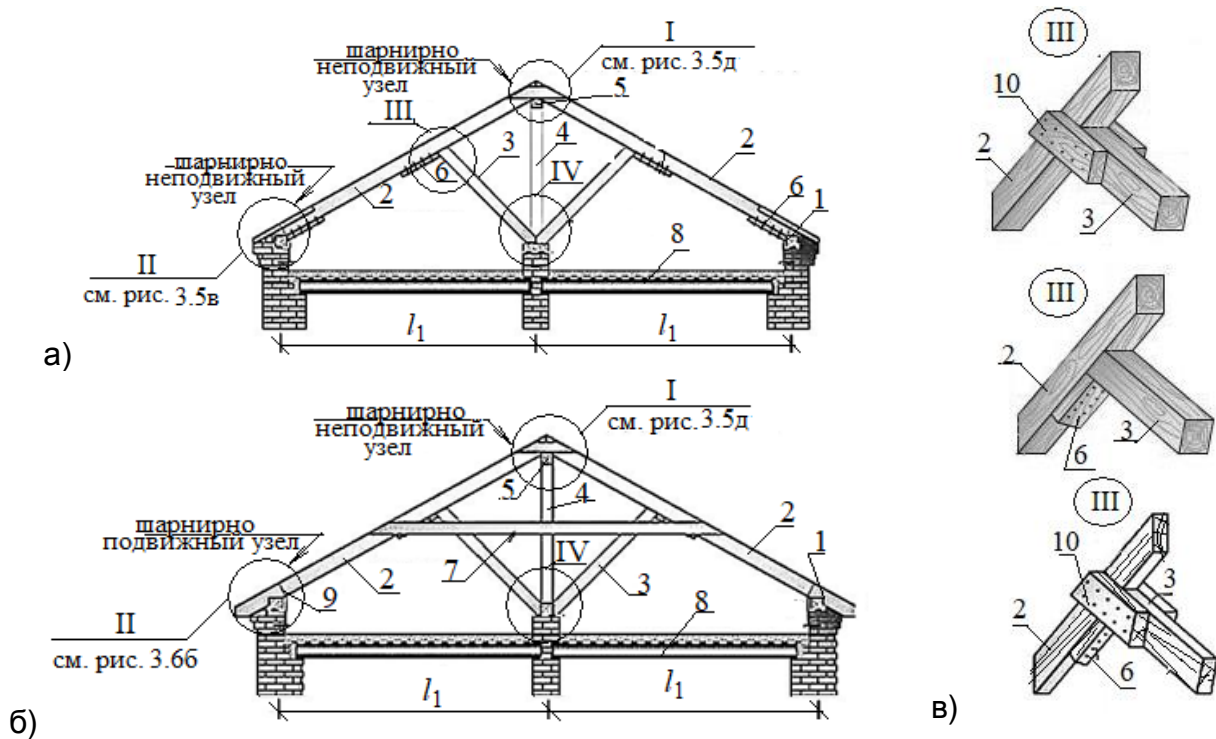 шарнирно
неподвижный
узел
I
см. рис. 3.5д
5
III
3
4
2
шарнирно
неподвижный
узел
2
6
IV
6
1
8
II
см. рис. 3.5в
l1
l1
а)
шарнирно
неподвижный
узел
I
см. рис. 3.5д
5
4
2
шарнирно
подвижный узел
2
7
IV
3
1
9
8
II
см. рис. 3.6б
l1
l1
б)
III
10
2
3
III
2
3
6
III
10
3
2
6
в)